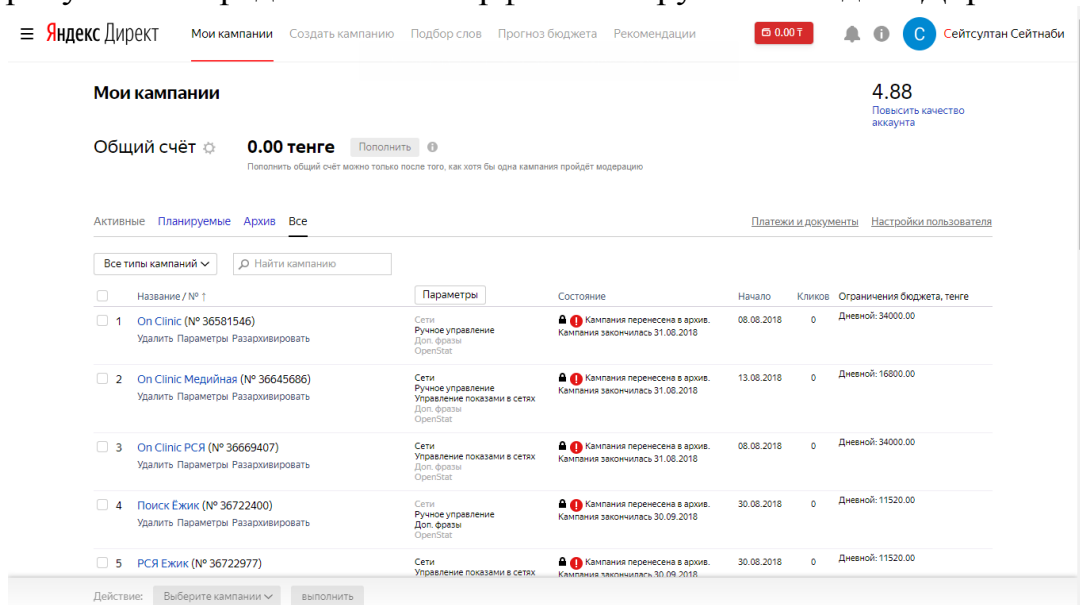 ☰ Яндекс Директ Мои кампании Создать кампанию Подбор слов Прогноз бюджета Рекомендации 0.00 ₸ С Сейтсултан Сейтнаби
Мои кампании
4.88
Повысить качество
аккаунта
Общий счёт 0.00 тенге Пополнить
Пополнить общий счёт можно только после того, как хотя бы одна кампания пройдёт модерацию
Активные Планируемые Архив Все Платежи и документы Настройки пользователя
Все типы кампаний Найти кампанию
Название / № ↑ Параметры Состояние Начало Кликов Ограничения бюджета, тенге
1 On Clinic (№ 36581546)
Удалить Параметры Разархивировать
Сети
Ручное управление
Доп. фразы
OpenStat
Кампания перенесена в архив.
Кампания закончилась 31.08.2018
08.08.2018 0 Дневной: 34000.00
2 On Clinic Медийная (№ 36645686)
Удалить Параметры Разархивировать
Сети
Ручное управление
Управление показами в сетях
Доп. фразы
OpenStat
Кампания перенесена в архив.
Кампания закончилась 31.08.2018
13.08.2018 0 Дневной: 16800.00
3 On Clinic РСЯ (№ 36669407)
Удалить Параметры Разархивировать
Сети
Управление показами в сетях
Доп. фразы
OpenStat
Кампания перенесена в архив.
Кампания закончилась 31.08.2018
08.08.2018 0 Дневной: 34000.00
4 Поиск Ёжик (№ 36722400)
Удалить Параметры Разархивировать
Сети
Ручное управление
Доп. фразы
OpenStat
Кампания перенесена в архив.
Кампания закончилась 30.09.2018
30.08.2018 0 Дневной: 11520.00
5 РСЯ Ежик (№ 36722977)
Сети
Управление показами в сетях
Кампания перенесена в архив.
Кампания закончилась 30.09.2018
30.08.2018 0 Дневной: 11520.00
Действие: Выберите кампании выполнить